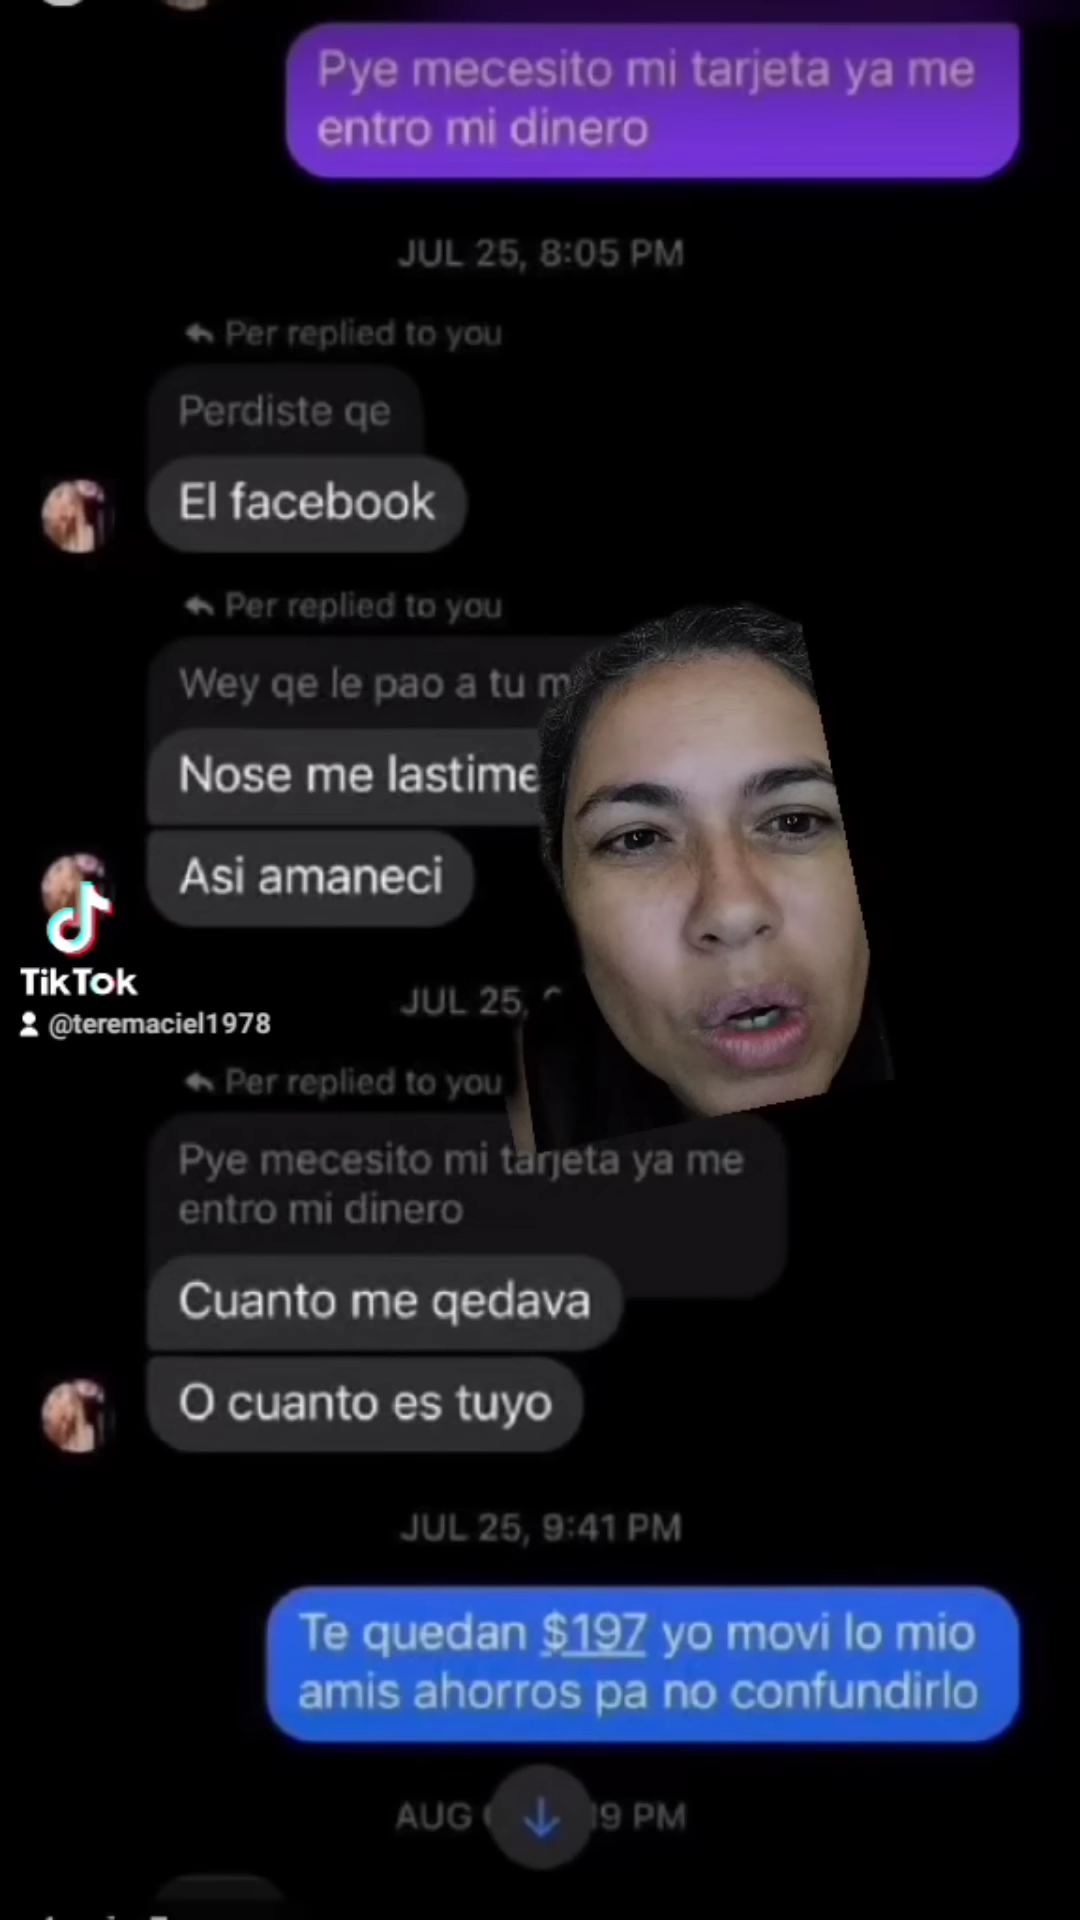 Pye mecesito mi tarjeta ya me
entro mi dinero
JUL 25, 8:05 PM
Per replied to you
Perdiste qe
El facebook
Per replied to you
Wey qe le pao a tu
Nose me lastime
Asi amaneci
TikTok
@teremaciel1978
JUL 25,
Per replied to you
Pye mecesito mi tarjeta ya me
entro mi dinero
Cuanto me qedava
O cuanto es tuyo
JUL 25, 9:41 PM
Te quedan $197 yo movi lo mio
amis ahorros pa no confundirlo
AUG PM